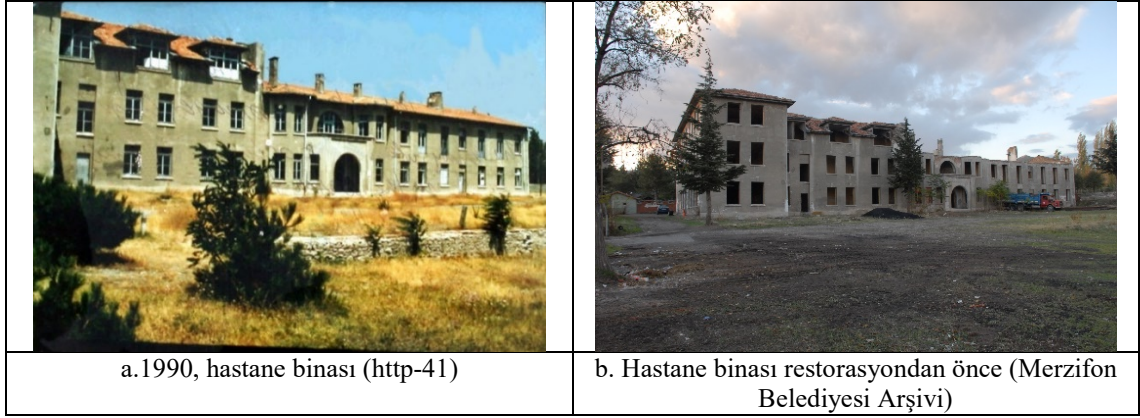 a.1990, hastane binası (http-41)
b. Hastane binası restorasyondan önce (Merzifon
Belediyesi Arşivi)